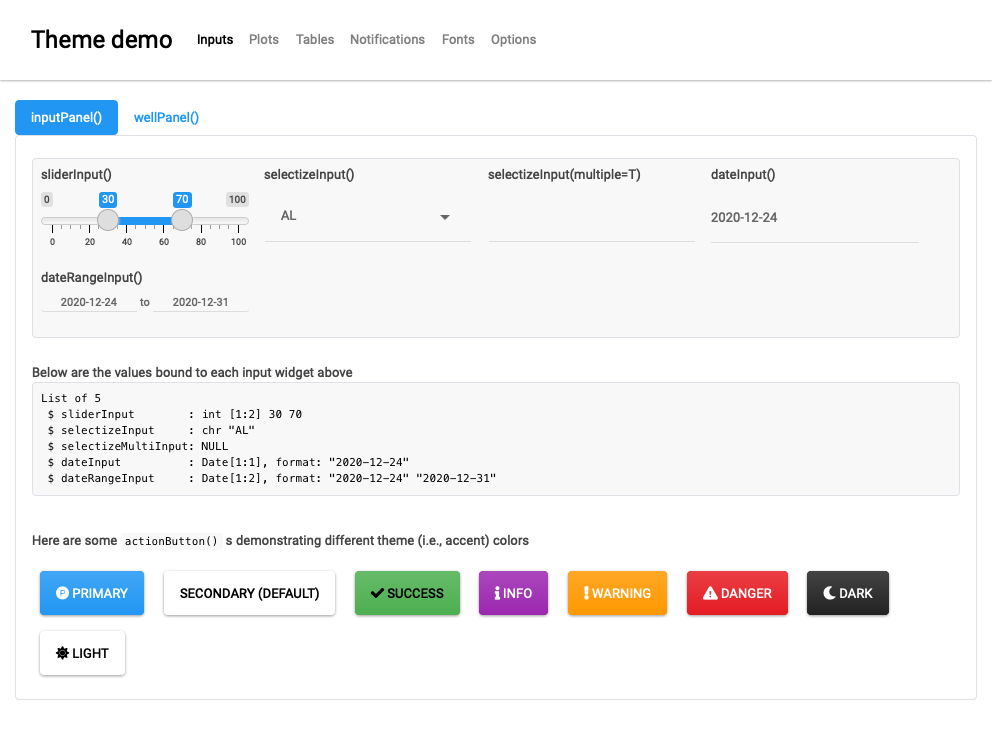 Theme demo Inputs Plots Tables Notifications Fonts Options
inputPanel() wellPanel()
sliderInput() selectizeInput() selectizeInput(multiple=T) dateInput()
0 30 70 100
AL 2020-12-24
0 20 40 60 80 100
dateRangeInput()
2020-12-24 to 2020-12-31
Below are the values bound to each input widget above
List of 5
 $ sliderInput        : int [1:2] 30 70
 $ selectizeInput     : chr "AL"
 $ selectizeMultiInput: NULL
 $ dateInput          : Date[1:1], format: "2020-12-24"
 $ dateRangeInput     : Date[1:2], format: "2020-12-24" "2020-12-31"
Here are some actionButton() s demonstrating different theme (i.e., accent) colors
PRIMARY SECONDARY (DEFAULT) SUCCESS INFO WARNING DANGER DARK
LIGHT